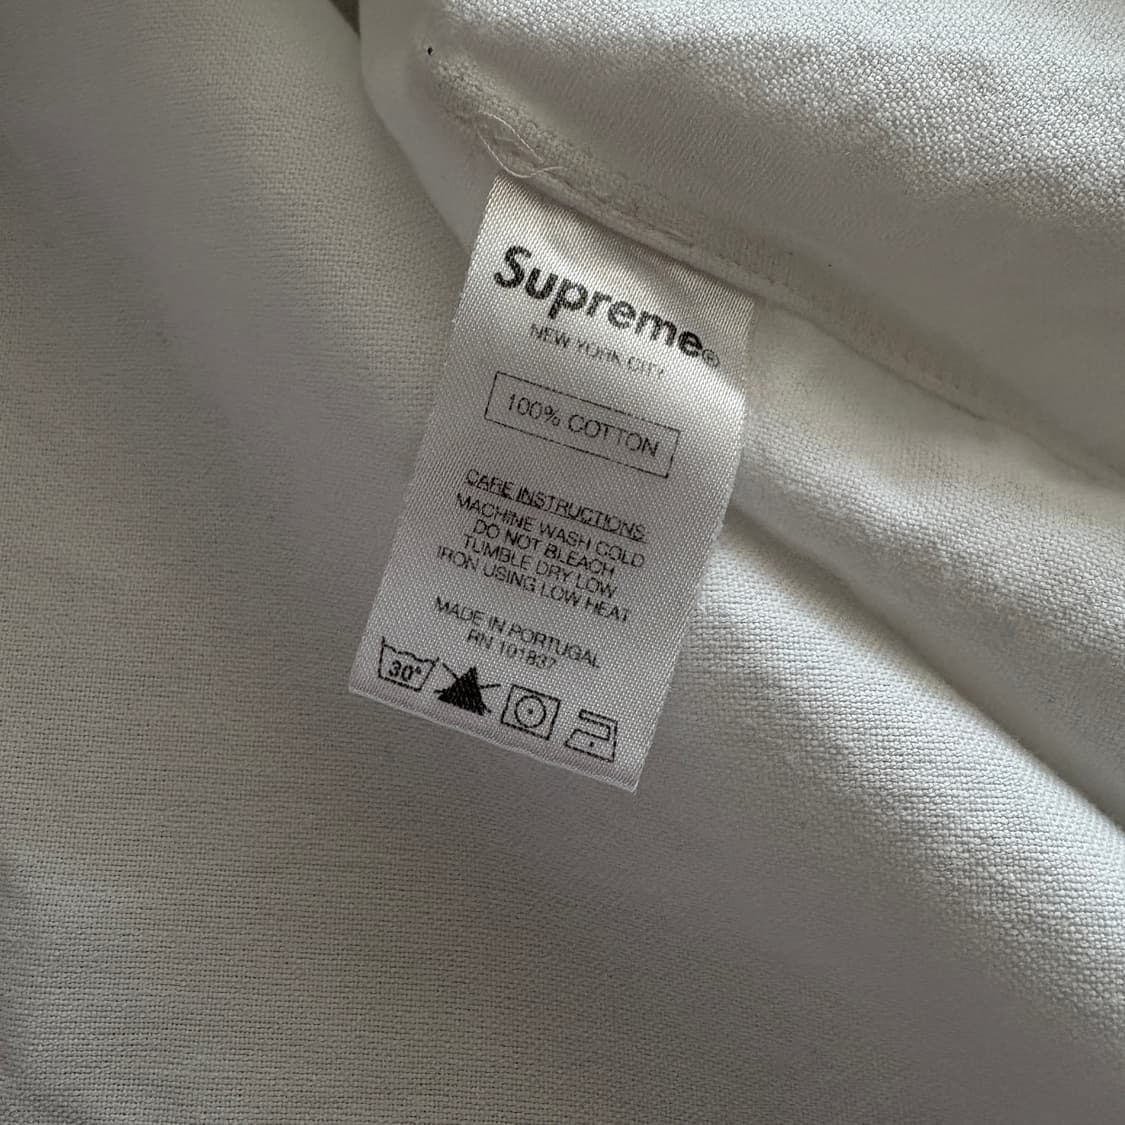 Supreme®
NEW YORK CITY
100% COTTON
CARE INSTRUCTIONS
MACHINE WASH COLD
DO NOT BLEACH
TUMBLE DRY LOW
IRON USING LOW HEAT
MADE IN PORTUGAL
RN 101837
30°